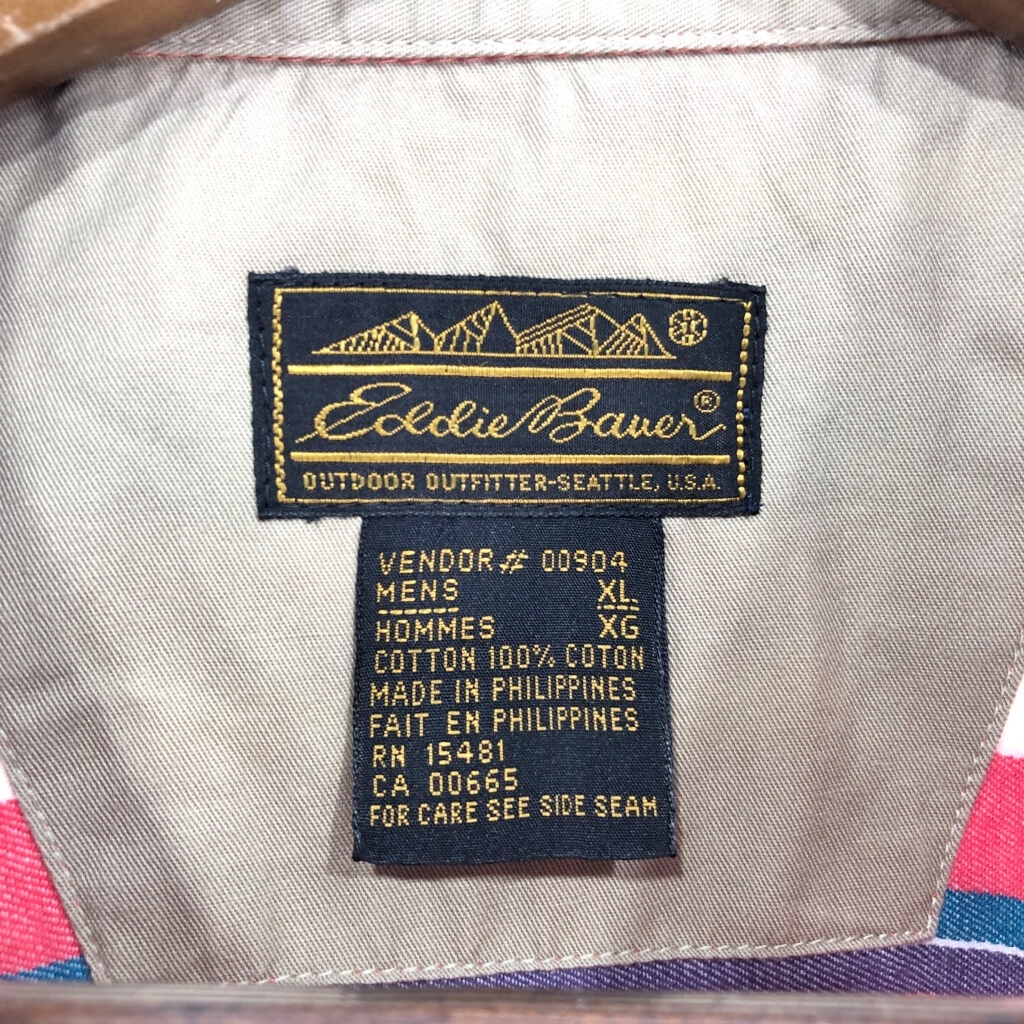 Eddie Bauer®
OUTDOOR OUTFITTER-SEATTLE, U.S.A.
VENDOR # 00904
MENS XL
HOMMES XG
COTTON 100% COTON
MADE IN PHILIPPINES
FAIT EN PHILIPPINES
RN 15481
CA 00665
FOR CARE SEE SIDE SEAM